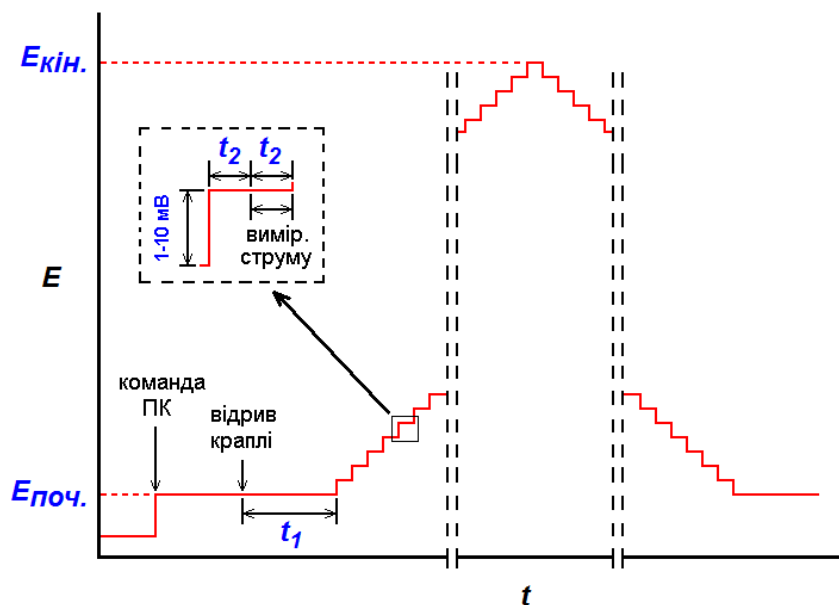 Eкін.
t2
t2
1-10 мВ
вимір.
струму
E
команда
ПК
відрив
краплі
Eпоч.
t1
t